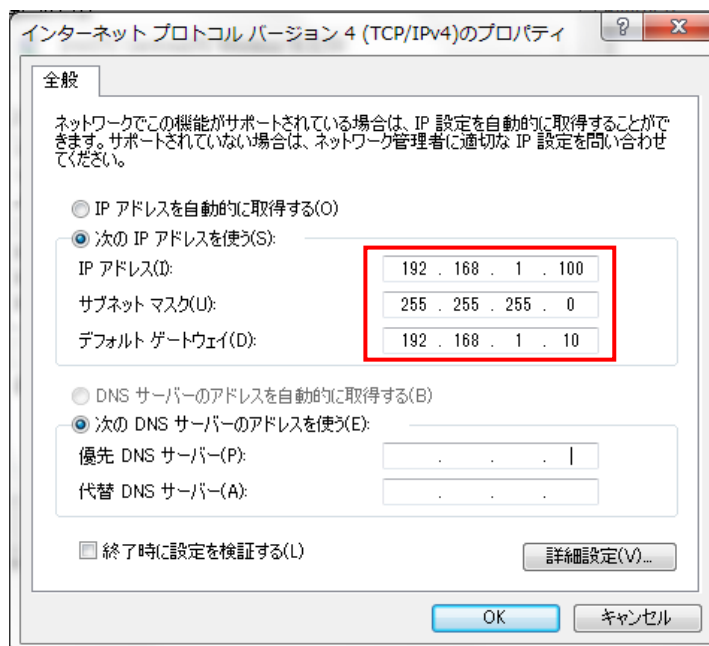 インターネット プロトコル バージョン 4 (TCP/IPv4)のプロパティ
?
x
全般
ネットワークでこの機能がサポートされている場合は、IP 設定を自動的に取得することがで
きます。サポートされていない場合は、ネットワーク管理者に適切な IP 設定を問い合わせ
てください。
IP アドレスを自動的に取得する(O)
次の IP アドレスを使う(S):
IP アドレス(I): 192 . 168 . 1 . 100
サブネット マスク(U): 255 . 255 . 255 . 0
デフォルト ゲートウェイ(D): 192 . 168 . 1 . 10
DNS サーバーのアドレスを自動的に取得する(B)
次の DNS サーバーのアドレスを使う(E):
優先 DNS サーバー(P): . . .
代替 DNS サーバー(A): . . .
終了時に設定を検証する(L)
詳細設定(V)...
OK キャンセル